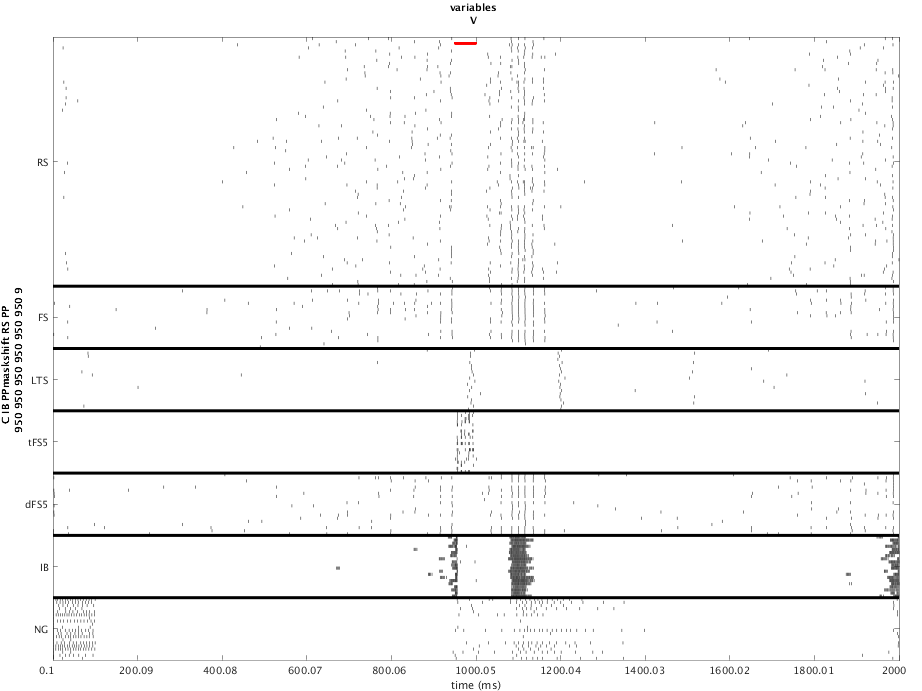 variables
V
C IB PPmaskshift RS PP
950 950 950 950 950 950 9
RS
FS
LTS
tFS5
dFS5
IB
NG
0.1 200.09 400.08 600.07 800.06 1000.05 1200.04 1400.03 1600.02 1800.01 2000
time (ms)